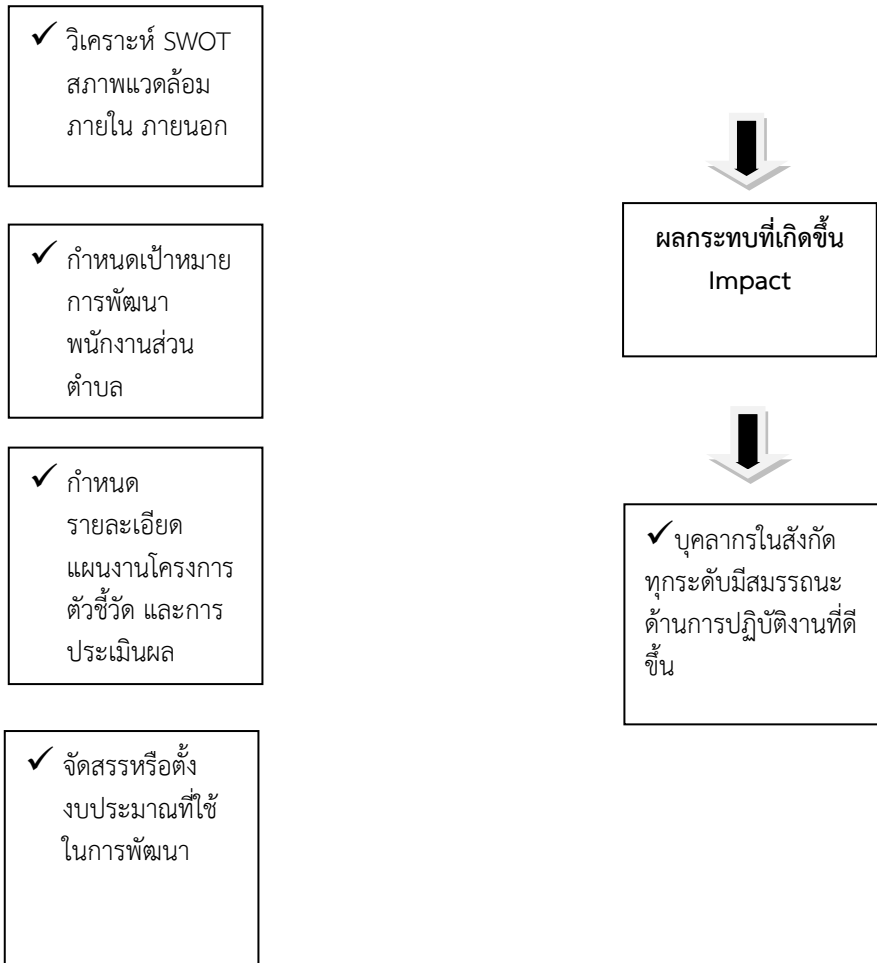 ✓ วิเคราะห์ SWOT
สภาพแวดล้อม
ภายใน ภายนอก
✓ กำหนดเป้าหมาย
การพัฒนา
พนักงานส่วน
ตำบล
✓ กำหนด
รายละเอียด
แผนงานโครงการ
ตัวชี้วัด และการ
ประเมินผล
✓ จัดสรรหรือตั้ง
งบประมาณที่ใช้
ในการพัฒนา
ผลกระทบที่เกิดขึ้น
Impact
✓บุคลากรในสังกัด
ทุกระดับมีสมรรถนะ
ด้านการปฏิบัติงานที่ดี
ขึ้น